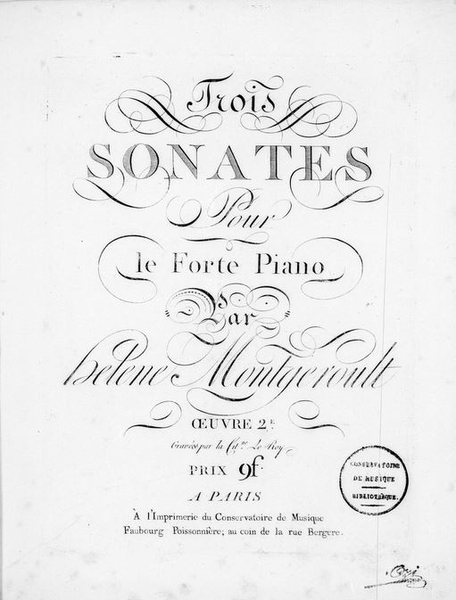 Trois
SONATES
Pour
le Forte Piano
Par
helene Montgeroult
ŒUVRE 2.e
Gravées par la Cit.ne Le Roy
PRIX 9f.
A PARIS
À l'Imprimerie du Conservatoire de Musique
Faubourg Poissonnière; au coin de la rue Bergere.
CONSERVATOIRE
DE MUSIQUE
BIBLIOTHÈQUE.